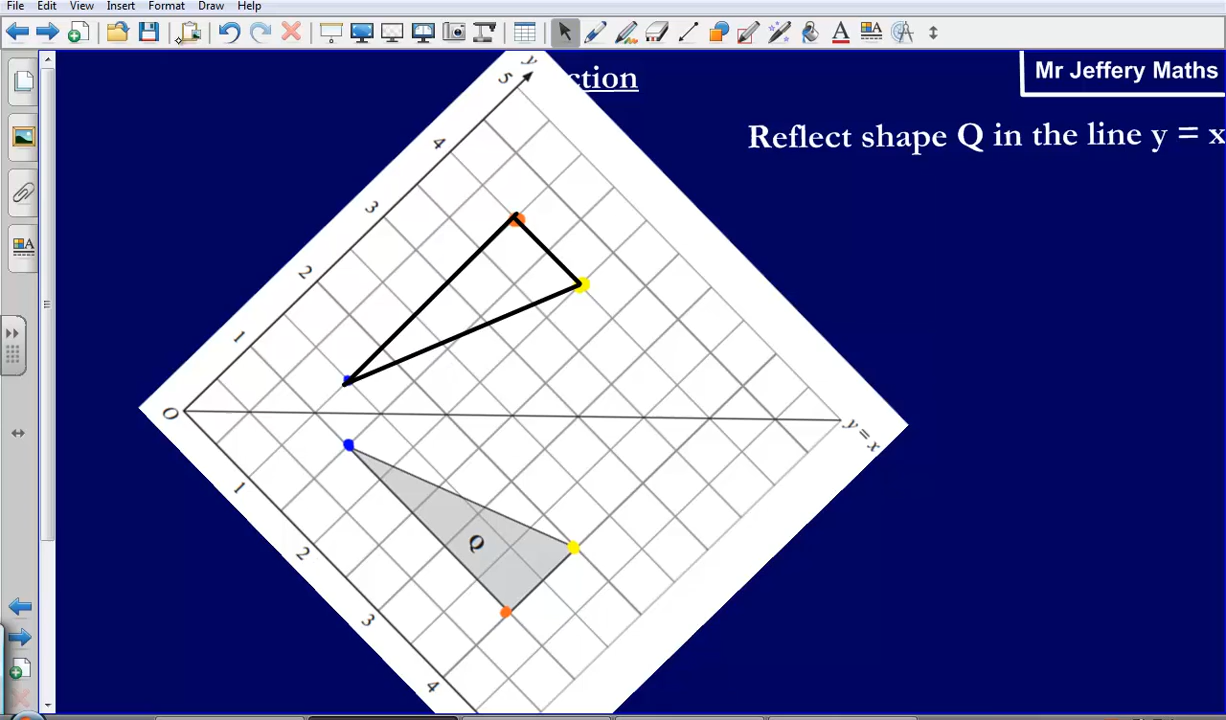 File Edit View Insert Format Draw Help
ction
Mr Jeffery Maths
Reflect shape Q in the line y = x
y
5
4
3
2
1
O
y = x
1
Q
2
3
4